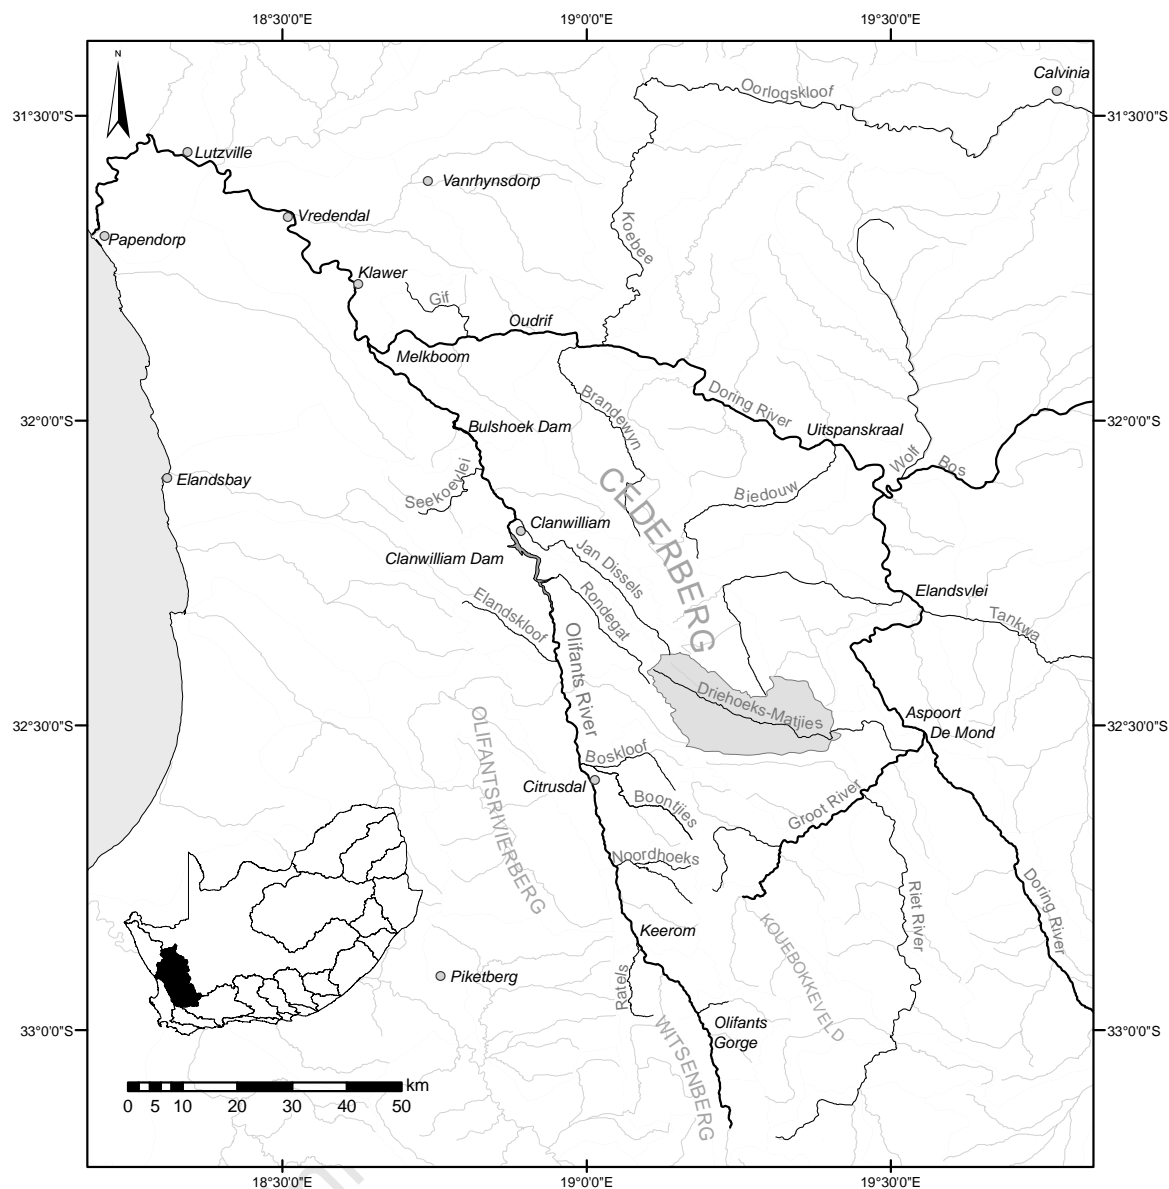 18°30'0"E
19°0'0"E
19°30'0"E
N
Calvinia
Oorlogskloof
31°30'0"S
31°30'0"S
Lutzville
Vanrhynsdorp
Vredendal
Koebee
Papendorp
Klawer
Gif
Oudrif
Melkboom
Doring River
Brandewyn
32°0'0"S
32°0'0"S
Bulshoek Dam
Uitspanskraal
Wolf
Bos
Seekoevlei
Elandsbay
Biedouw
CEDERBERG
Clanwilliam
Jan Dissels
Clanwilliam Dam
Rondegat
Elandskloof
Elandsvlei
Tankwa
Olifants River
Driehoeks-Matjies
OLIFANTSRIVIERBERG
Aspoort
32°30'0"S
32°30'0"S
De Mond
Boskloof
Citrusdal
Boontjies
Groot River
Noordhoeks
Riet River
Doring River
KOUEBOKKEVELD
Keerom
Piketberg
Ratels
WITSENBERG
Olifants
Gorge
33°0'0"S
33°0'0"S
km
0 5 10 20 30 40 50
18°30'0"E
19°0'0"E
19°30'0"E